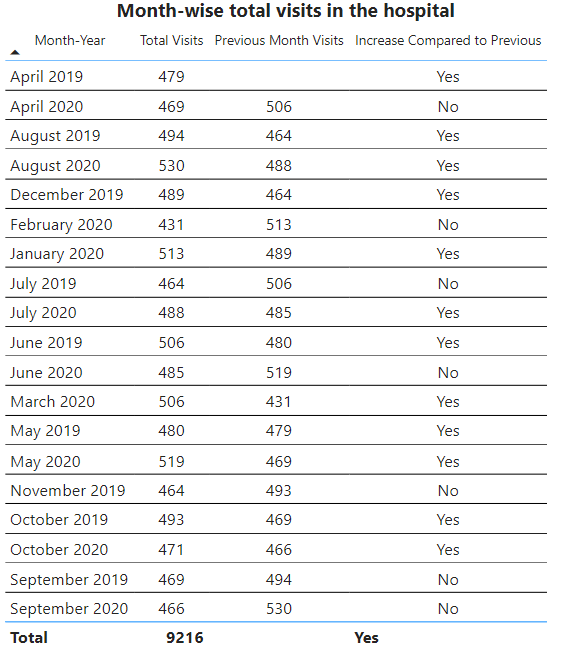 Month-wise total visits in the hospital
Month-Year Total Visits Previous Month Visits Increase Compared to Previous
April 2019 479 Yes
April 2020 469 506 No
August 2019 494 464 Yes
August 2020 530 488 Yes
December 2019 489 464 Yes
February 2020 431 513 No
January 2020 513 489 Yes
July 2019 464 506 No
July 2020 488 485 Yes
June 2019 506 480 Yes
June 2020 485 519 No
March 2020 506 431 Yes
May 2019 480 479 Yes
May 2020 519 469 Yes
November 2019 464 493 No
October 2019 493 469 Yes
October 2020 471 466 Yes
September 2019 469 494 No
September 2020 466 530 No
Total 9216 Yes